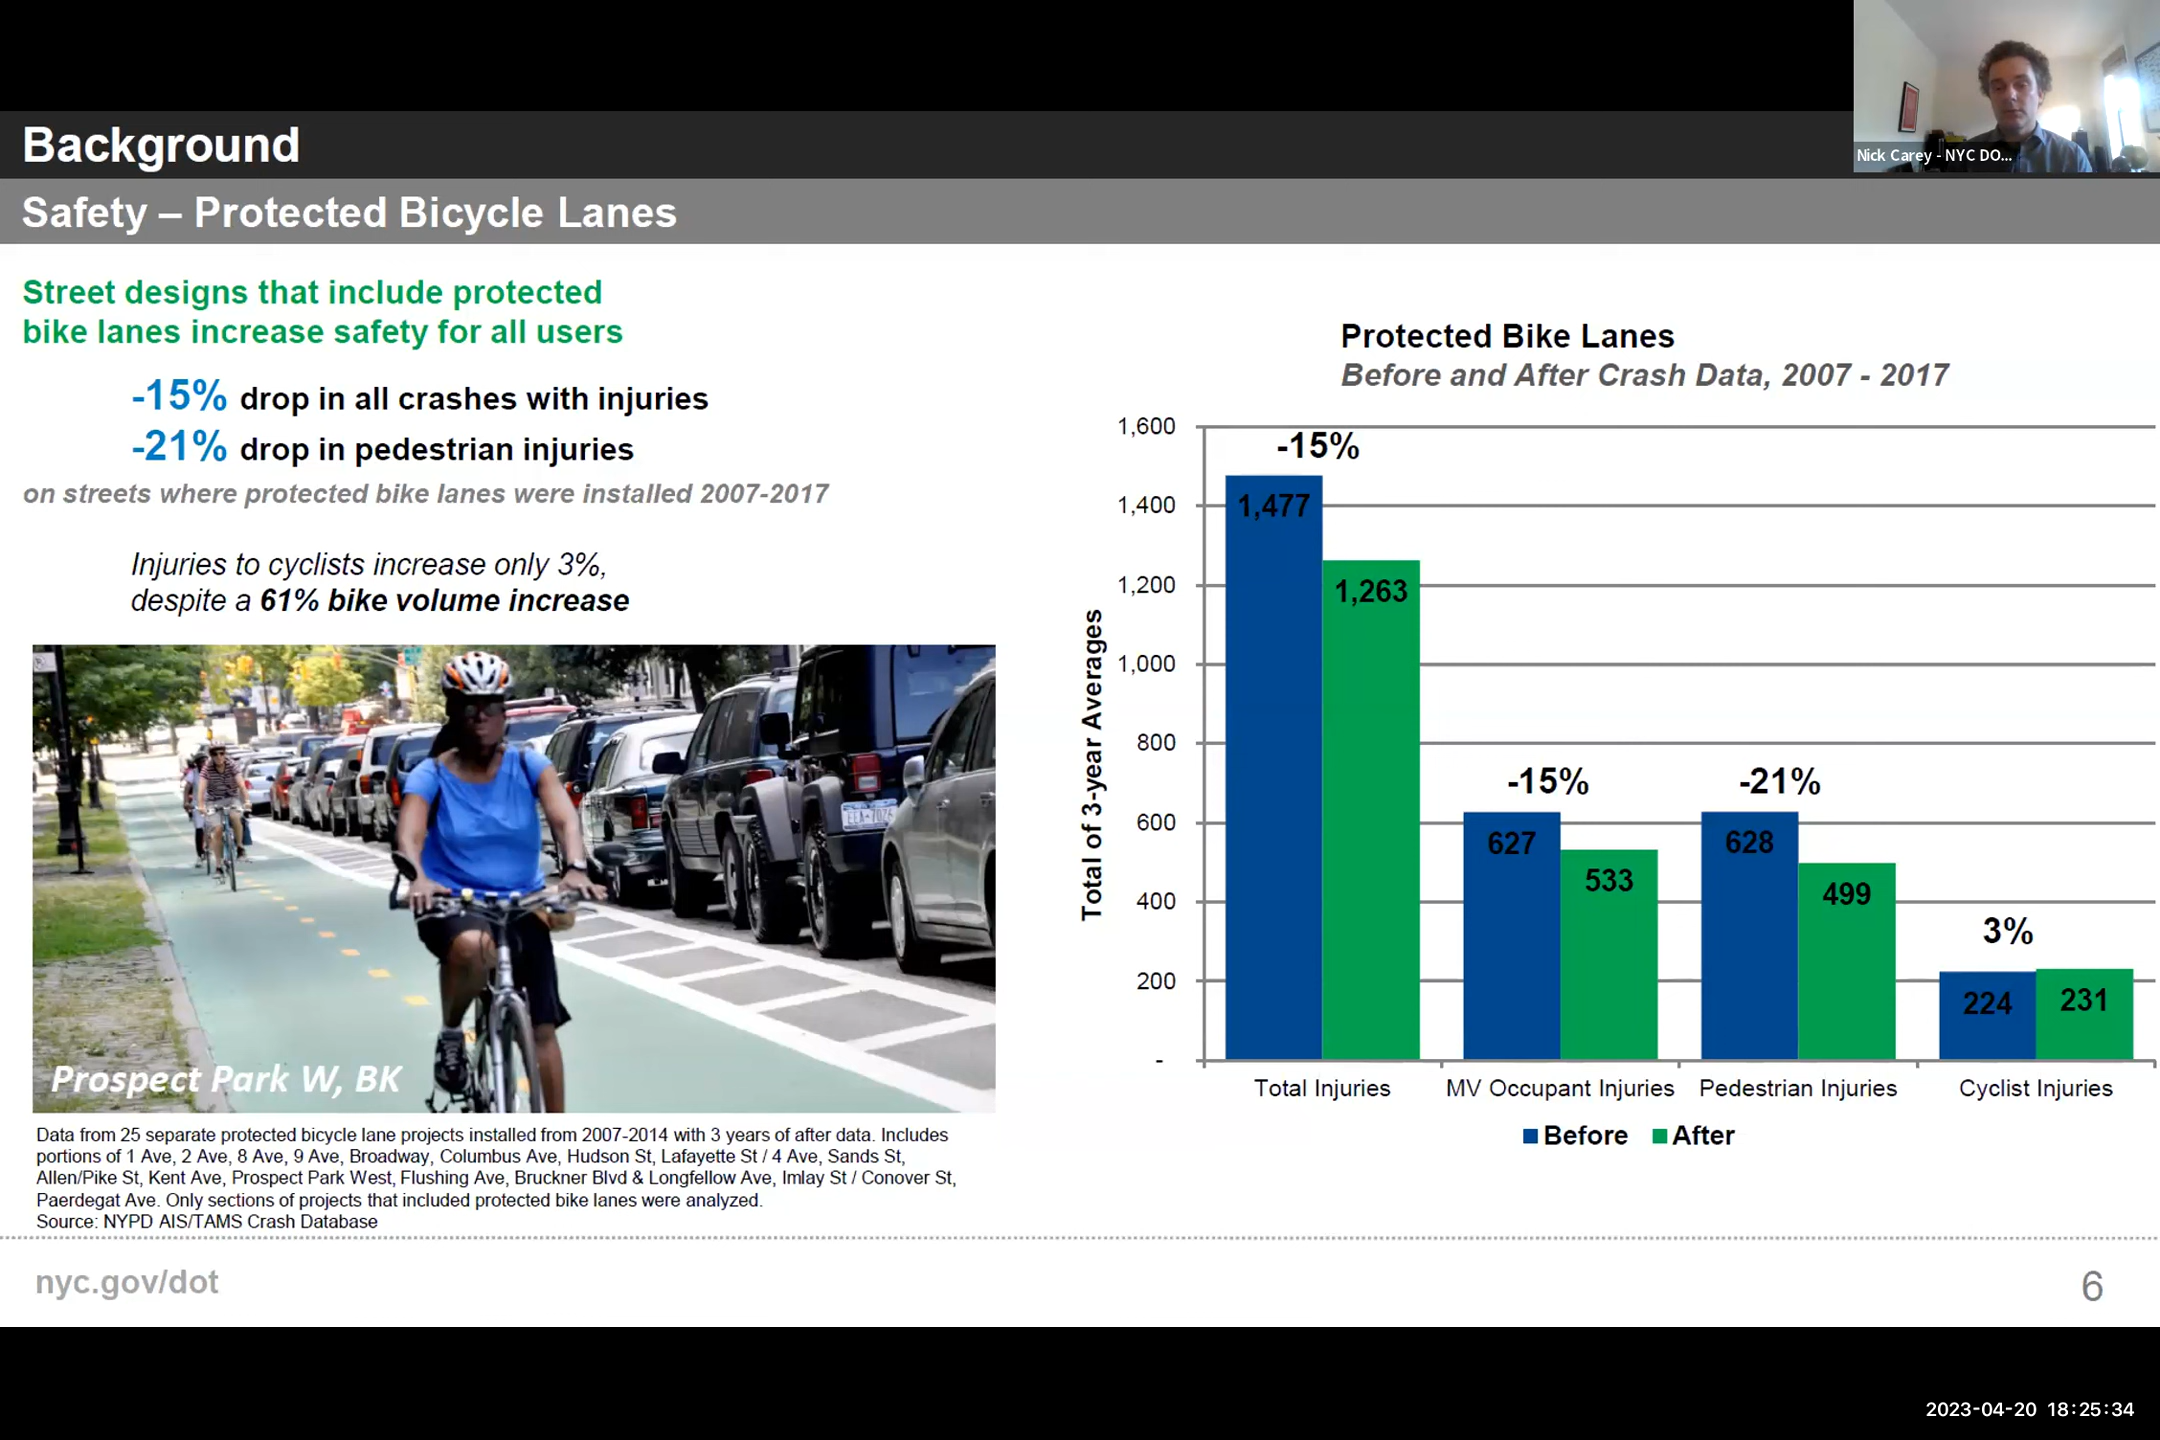 Nick Carey - NYC DO...
Background
Safety – Protected Bicycle Lanes
Street designs that include protected
bike lanes increase safety for all users
-15% drop in all crashes with injuries
-21% drop in pedestrian injuries
on streets where protected bike lanes were installed 2007-2017
Injuries to cyclists increase only 3%,
despite a 61% bike volume increase
Prospect Park W, BK
Data from 25 separate protected bicycle lane projects installed from 2007-2014 with 3 years of after data. Includes
portions of 1 Ave, 2 Ave, 8 Ave, 9 Ave, Broadway, Columbus Ave, Hudson St, Lafayette St / 4 Ave, Sands St,
Allen/Pike St, Kent Ave, Prospect Park West, Flushing Ave, Bruckner Blvd & Longfellow Ave, Imlay St / Conover St,
Paerdegat Ave. Only sections of projects that included protected bike lanes were analyzed.
Source: NYPD AIS/TAMS Crash Database
Protected Bike Lanes
Before and After Crash Data, 2007 - 2017
Total of 3-year Averages
1,600
1,400
1,200
1,000
800
600
400
200
-
-15%
1,477
1,263
-15%
627
533
-21%
628
499
3%
224
231
Total Injuries
MV Occupant Injuries
Pedestrian Injuries
Cyclist Injuries
Before
After
nyc.gov/dot
6
2023-04-20 18:25:34